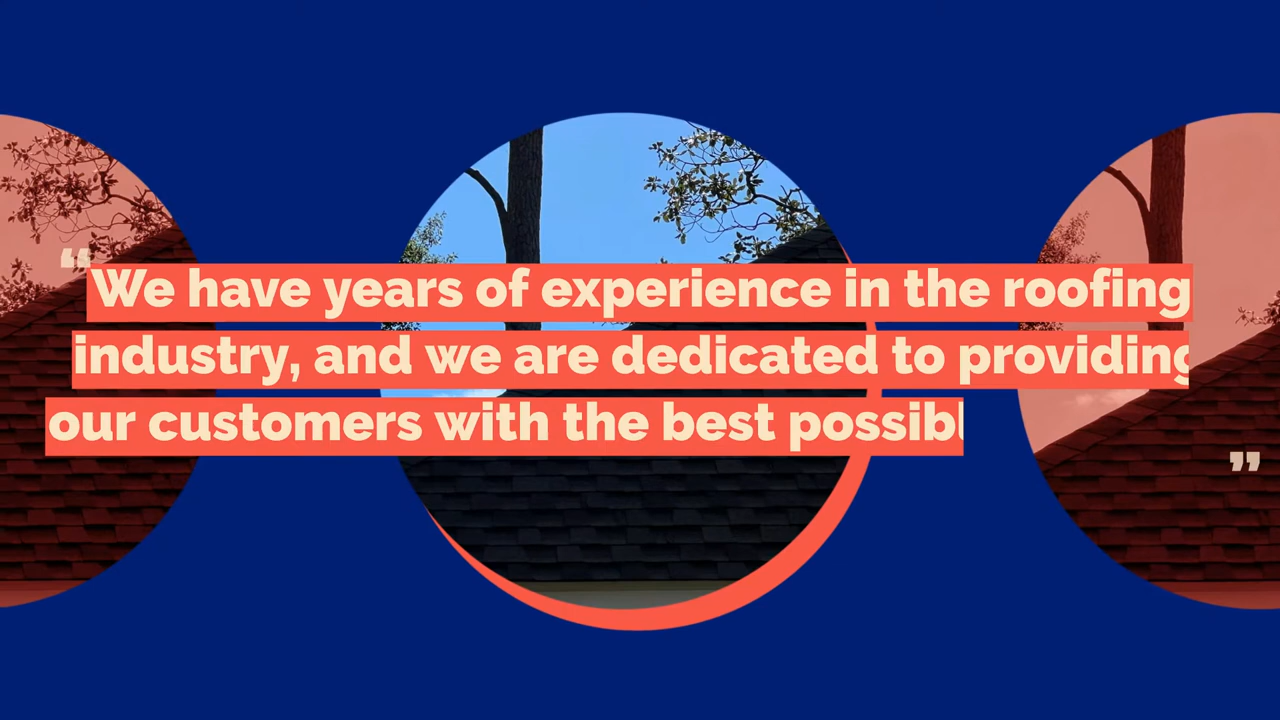 “We have years of experience in the roofing
industry, and we are dedicated to providing
our customers with the best possibl
”